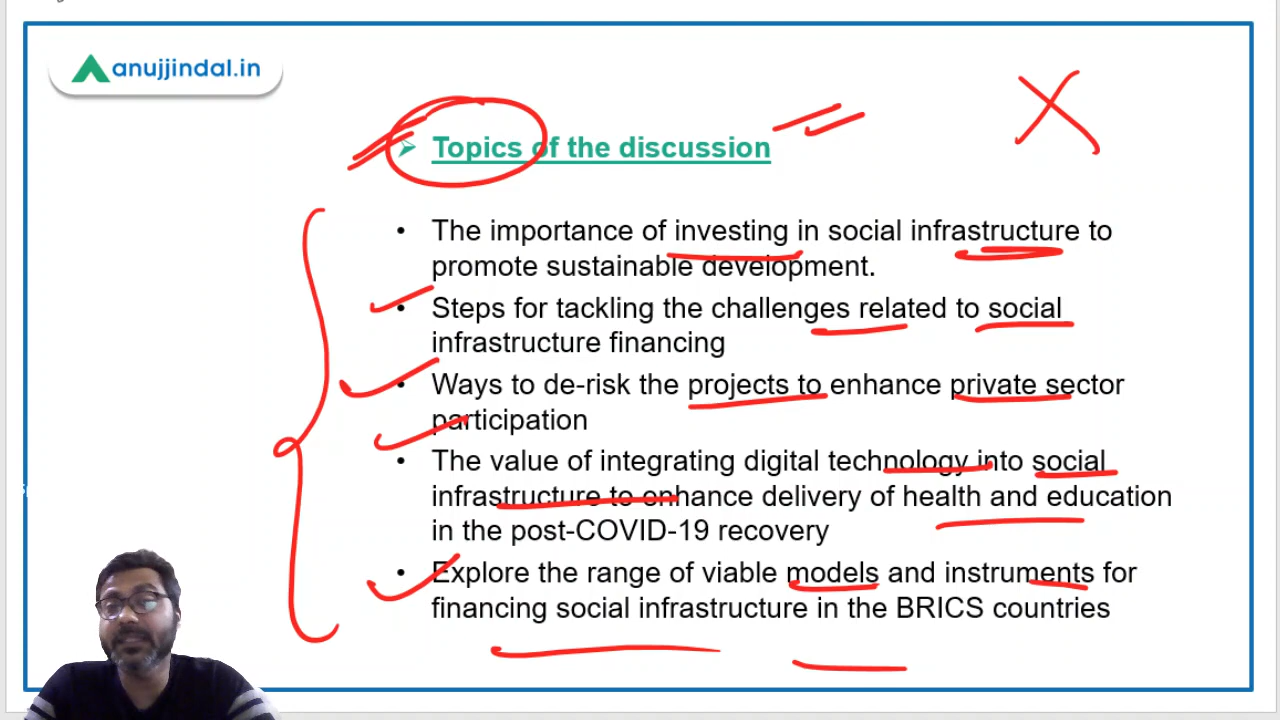 anujjindal.in
Topics of the discussion
• The importance of investing in social infrastructure to
promote sustainable development.
• Steps for tackling the challenges related to social
infrastructure financing
• Ways to de-risk the projects to enhance private sector
participation
• The value of integrating digital technology into social
infrastructure to enhance delivery of health and education
in the post-COVID-19 recovery
• Explore the range of viable models and instruments for
financing social infrastructure in the BRICS countries